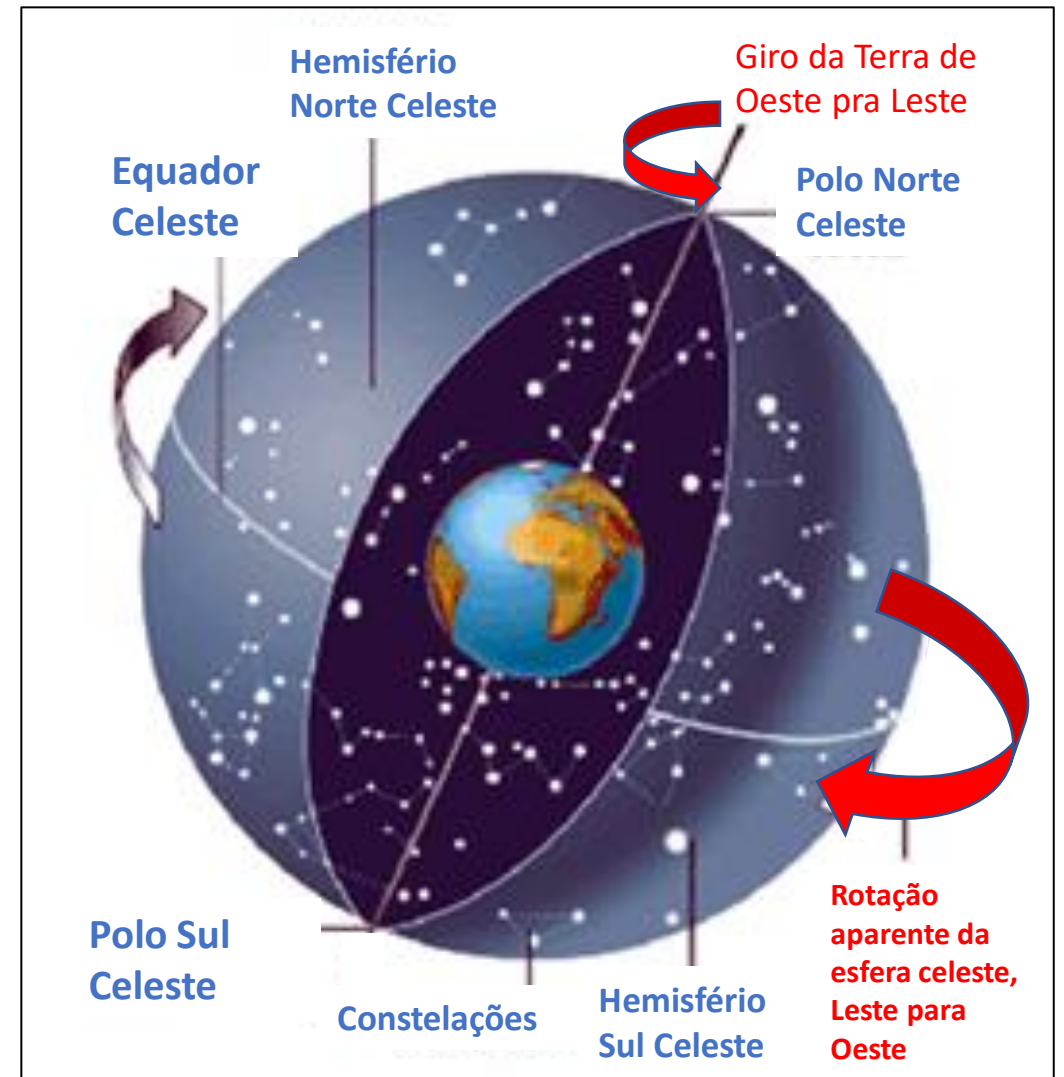 Hemisfério
Norte Celeste
Giro da Terra de
Oeste pra Leste
Equador
Celeste
Polo Norte
Celeste
Polo Sul
Celeste
Constelações
Hemisfério
Sul Celeste
Rotação
aparente da
esfera celeste,
Leste para
Oeste